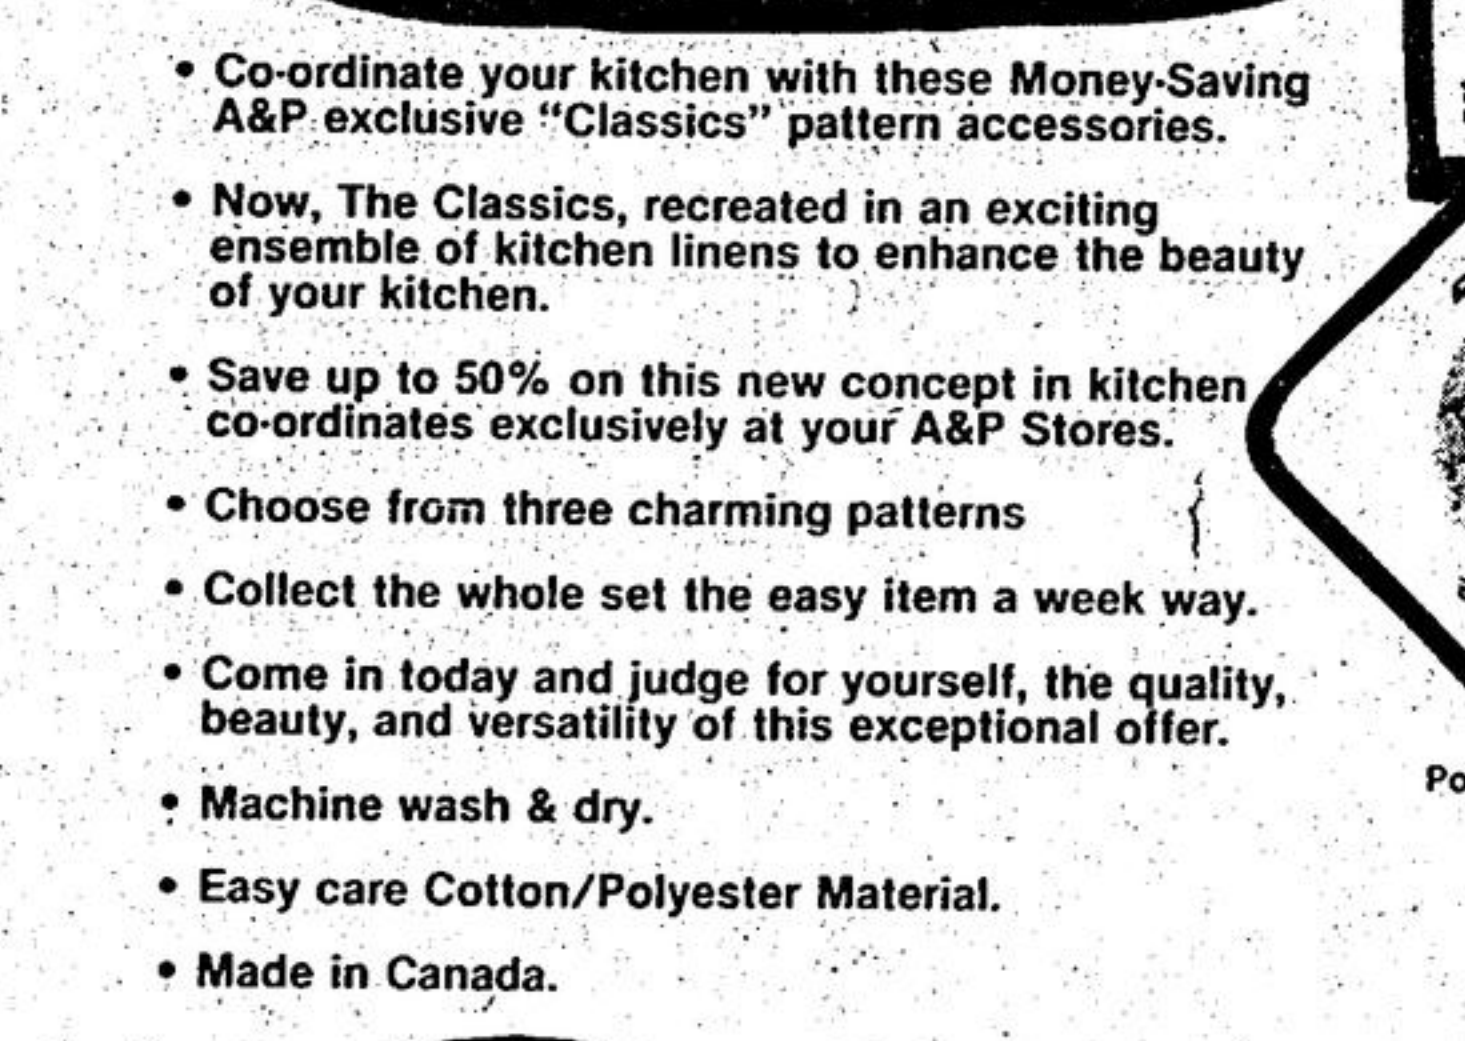 • Co-ordinate your kitchen with these Money-Saving
A&P exclusive “Classics” pattern accessories.
• Now, The Classics, recreated in an exciting
ensemble of kitchen linens to enhance the beauty
of your kitchen.
• Save up to 50% on this new concept in kitchen
co-ordinates exclusively at your A&P Stores.
• Choose from three charming patterns
• Collect the whole set the easy item a week way.
• Come in today and judge for yourself, the quality,
beauty, and versatility of this exceptional offer.
• Machine wash & dry.
• Easy care Cotton/Polyester Material.
• Made in Canada.
Po